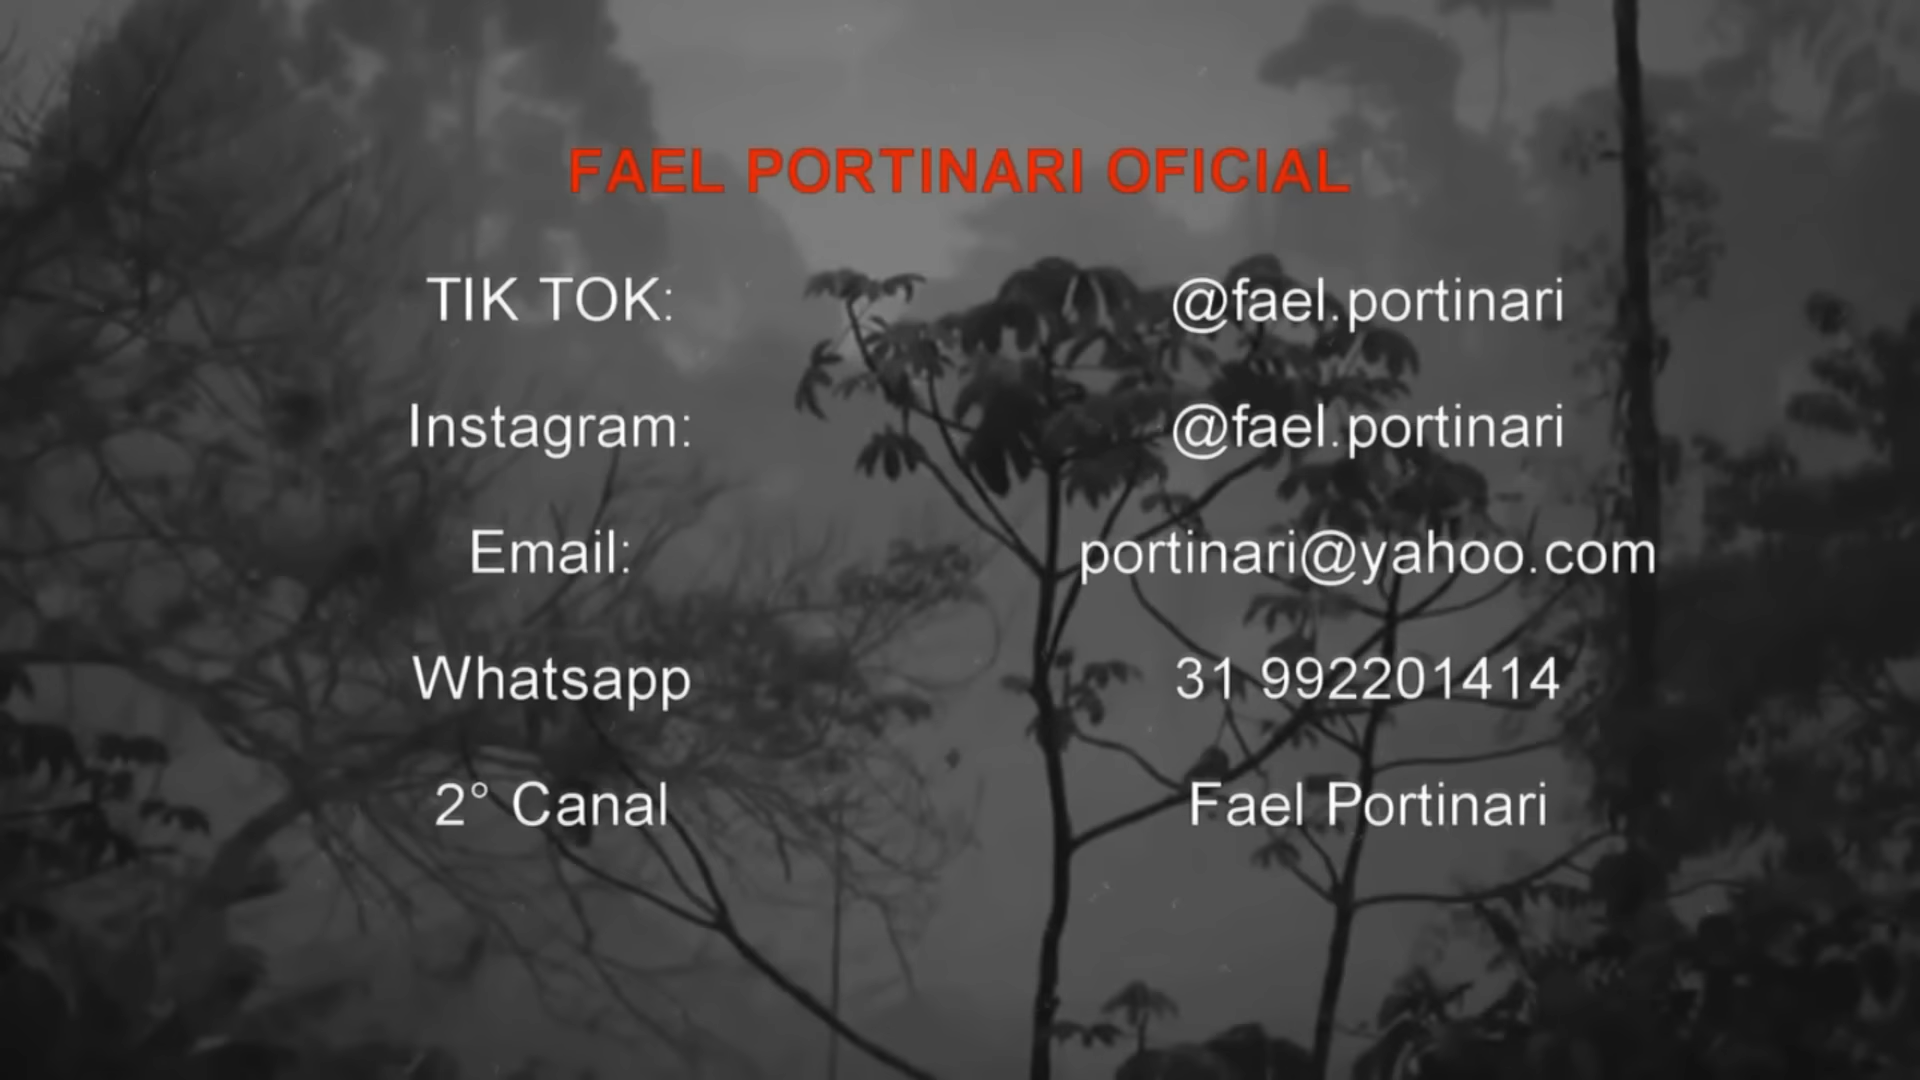 FAEL PORTINARI OFICIAL
TIK TOK: @fael.portinari
Instagram: @fael.portinari
Email: portinari@yahoo.com
Whatsapp 31 992201414
2° Canal Fael Portinari